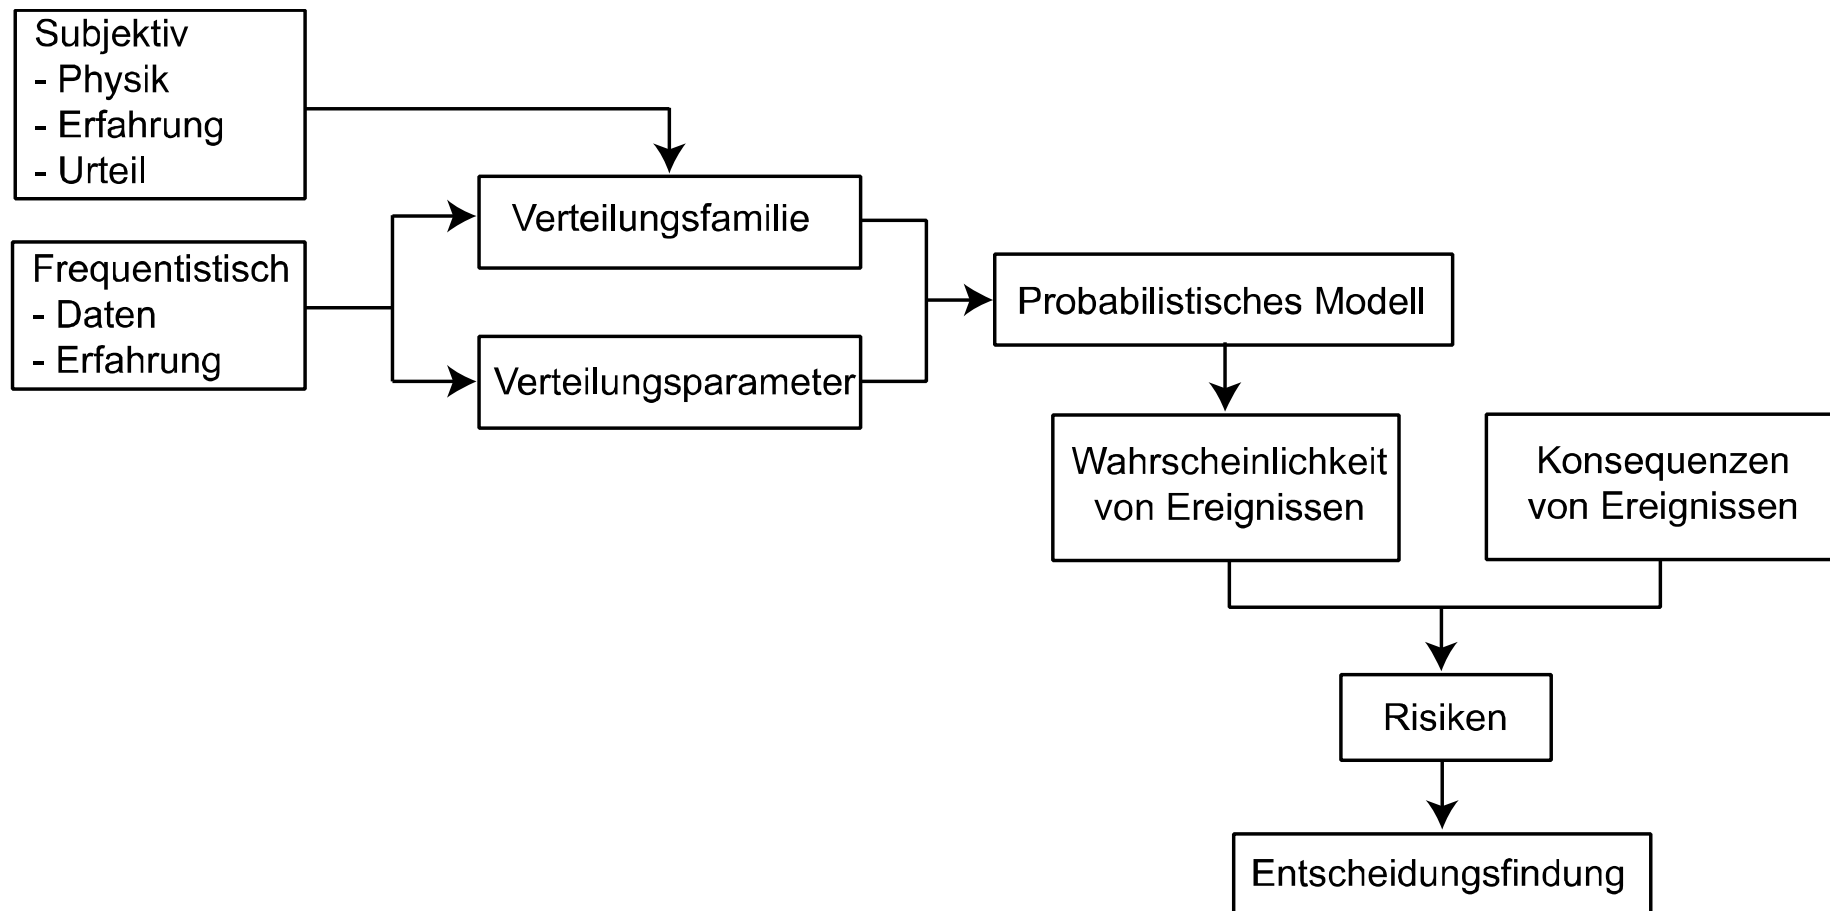 Subjektiv
- Physik
- Erfahrung
- Urteil
Frequentistisch
- Daten
- Erfahrung
Verteilungsfamilie
Verteilungsparameter
Probabilistisches Modell
Wahrscheinlichkeit
von Ereignissen
Konsequenzen
von Ereignissen
Risiken
Entscheidungsfindung